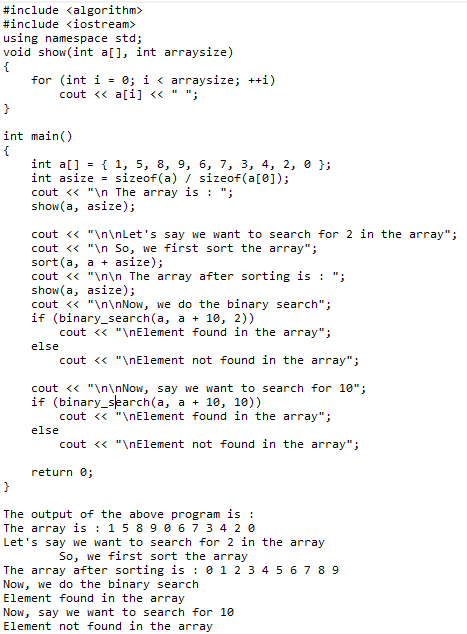 #include <algorithm>
#include <iostream>
using namespace std;
void show(int a[], int arraysize)
{
    for (int i = 0; i < arraysize; ++i)
        cout << a[i] << " ";
}

int main()
{
    int a[] = { 1, 5, 8, 9, 6, 7, 3, 4, 2, 0 };
    int asize = sizeof(a) / sizeof(a[0]);
    cout << "\n The array is : ";
    show(a, asize);

    cout << "\n\nLet's say we want to search for 2 in the array";
    cout << "\n So, we first sort the array";
    sort(a, a + asize);
    cout << "\n\n The array after sorting is : ";
    show(a, asize);
    cout << "\n\nNow, we do the binary search";
    if (binary_search(a, a + 10, 2))
        cout << "\nElement found in the array";
    else
        cout << "\nElement not found in the array";

    cout << "\n\nNow, say we want to search for 10";
    if (binary_search(a, a + 10, 10))
        cout << "\nElement found in the array";
    else
        cout << "\nElement not found in the array";

    return 0;
}

The output of the above program is :
The array is : 1 5 8 9 0 6 7 3 4 2 0
Let's say we want to search for 2 in the array
        So, we first sort the array
The array after sorting is : 0 1 2 3 4 5 6 7 8 9
Now, we do the binary search
Element found in the array
Now, say we want to search for 10
Element not found in the array